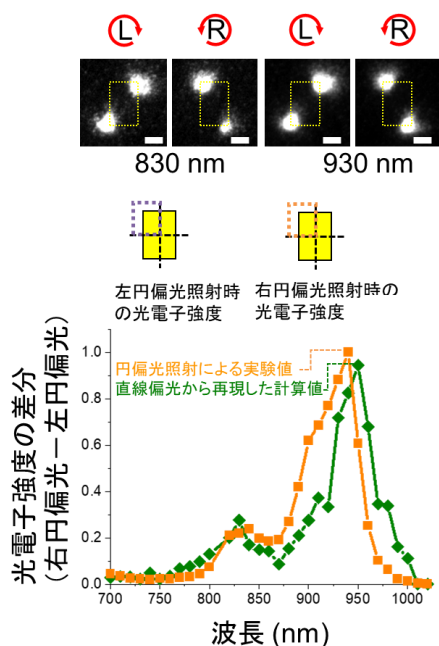 L R L R
830 nm 930 nm
左円偏光照射時 右円偏光照射時の
の光電子強度 光電子強度
円偏光照射による実験値
直線偏光から再現した計算値
光電子強度の差分
(右円偏光－左円偏光)
1.0
0.8
0.6
0.4
0.2
0.0
700 750 800 850 900 950 1000
波長 (nm)